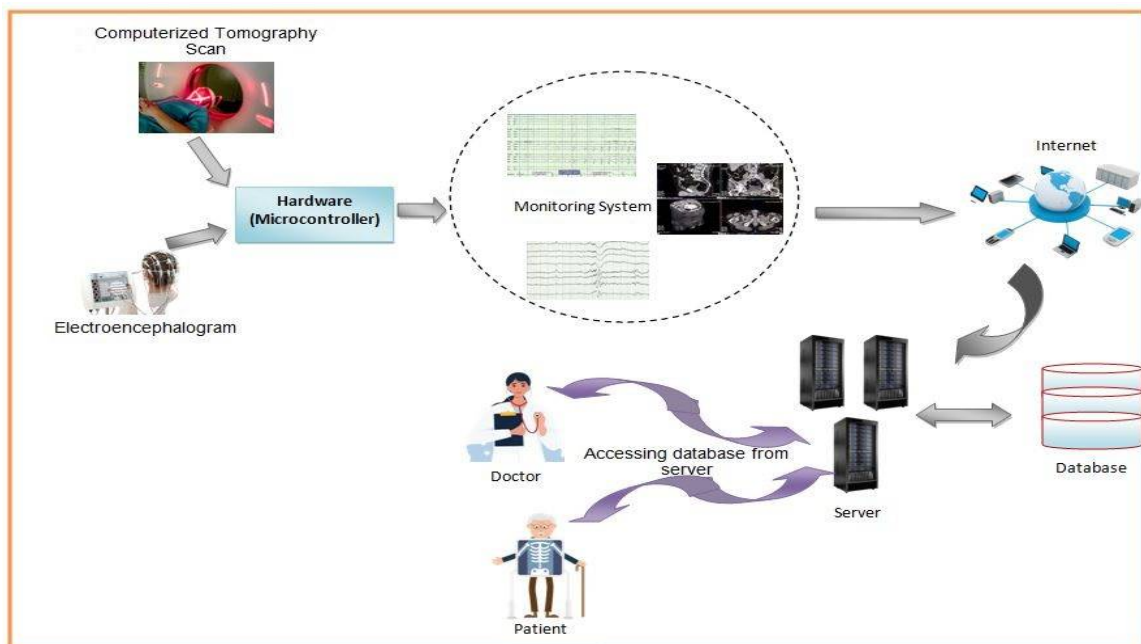 Computerized Tomography
Scan
Hardware
(Microcontroller)
Electroencephalogram
Monitoring System
Internet
Doctor
Accessing database from
server
Server
Database
Patient